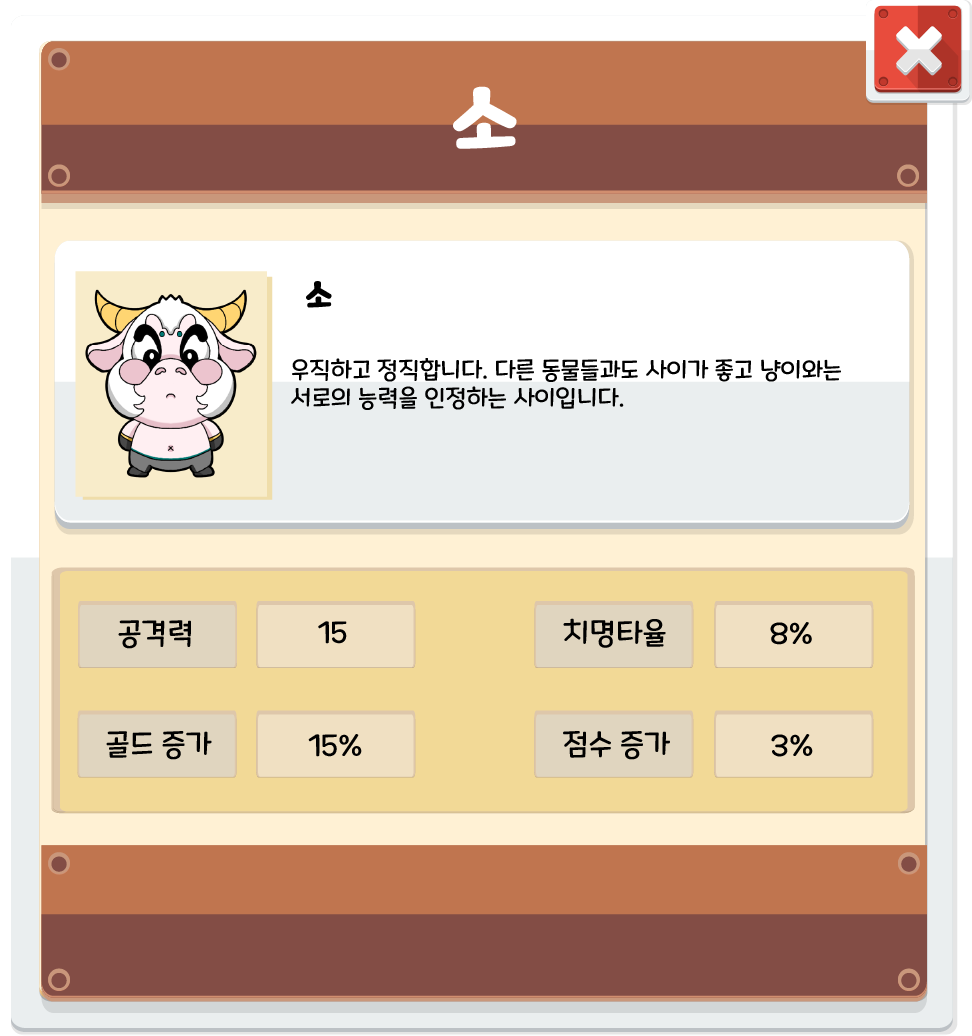 소
소
우직하고 정직합니다. 다른 동물들과도 사이가 좋고 냥이와는
서로의 능력을 인정하는 사이입니다.
공격력 15 치명타율 8%
골드 증가 15% 점수 증가 3%